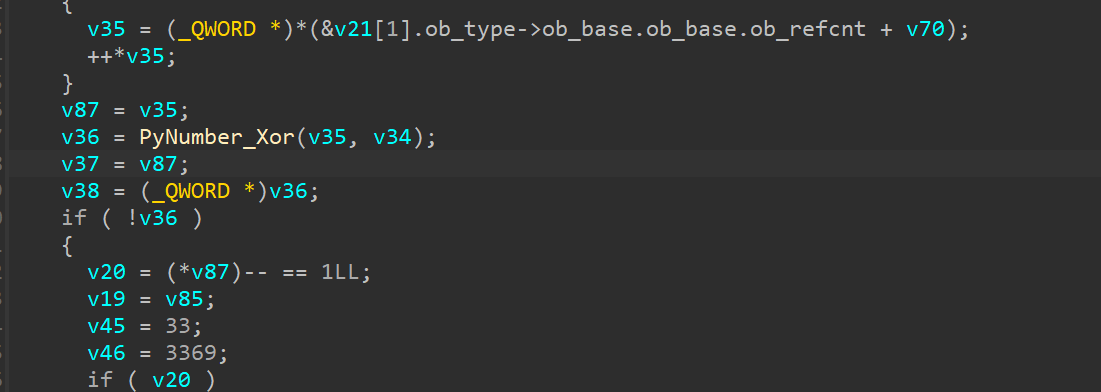 {
v35 = (_QWORD *)*(&v21[1].ob_type->ob_base.ob_base.ob_refcnt + v70);
++*v35;
}
v87 = v35;
v36 = PyNumber_Xor(v35, v34);
v37 = v87;
v38 = (_QWORD *)v36;
if ( !v36 )
{
v20 = (*v87)-- == 1LL;
v19 = v85;
v45 = 33;
v46 = 3369;
if ( v20 )